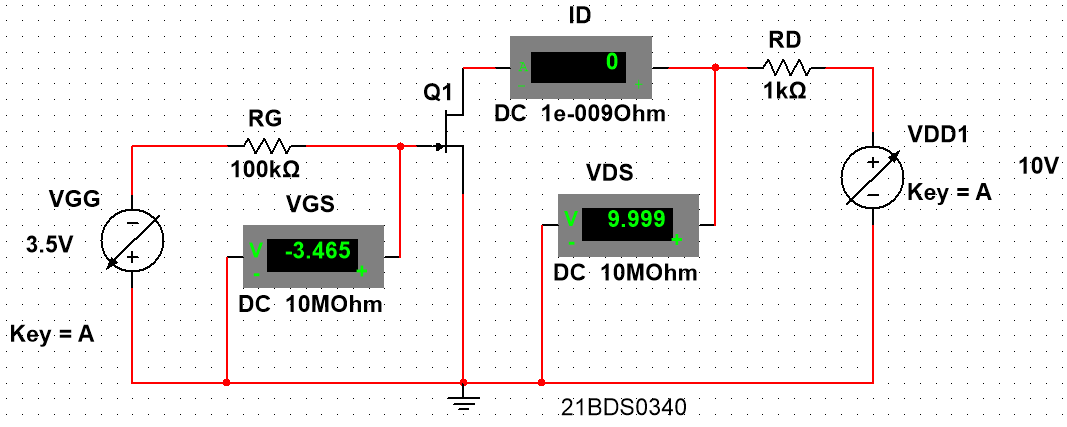 ID
A
0
-
+
DC 1e-009Ohm
RD
1kΩ
Q1
RG
100kΩ
VDD1
+
-
10V
Key = A
VGG
-
+
3.5V
Key = A
VGS
V
-3.465
-
+
DC 10MOhm
VDS
V
9.999
-
+
DC 10MOhm
21BDS0340